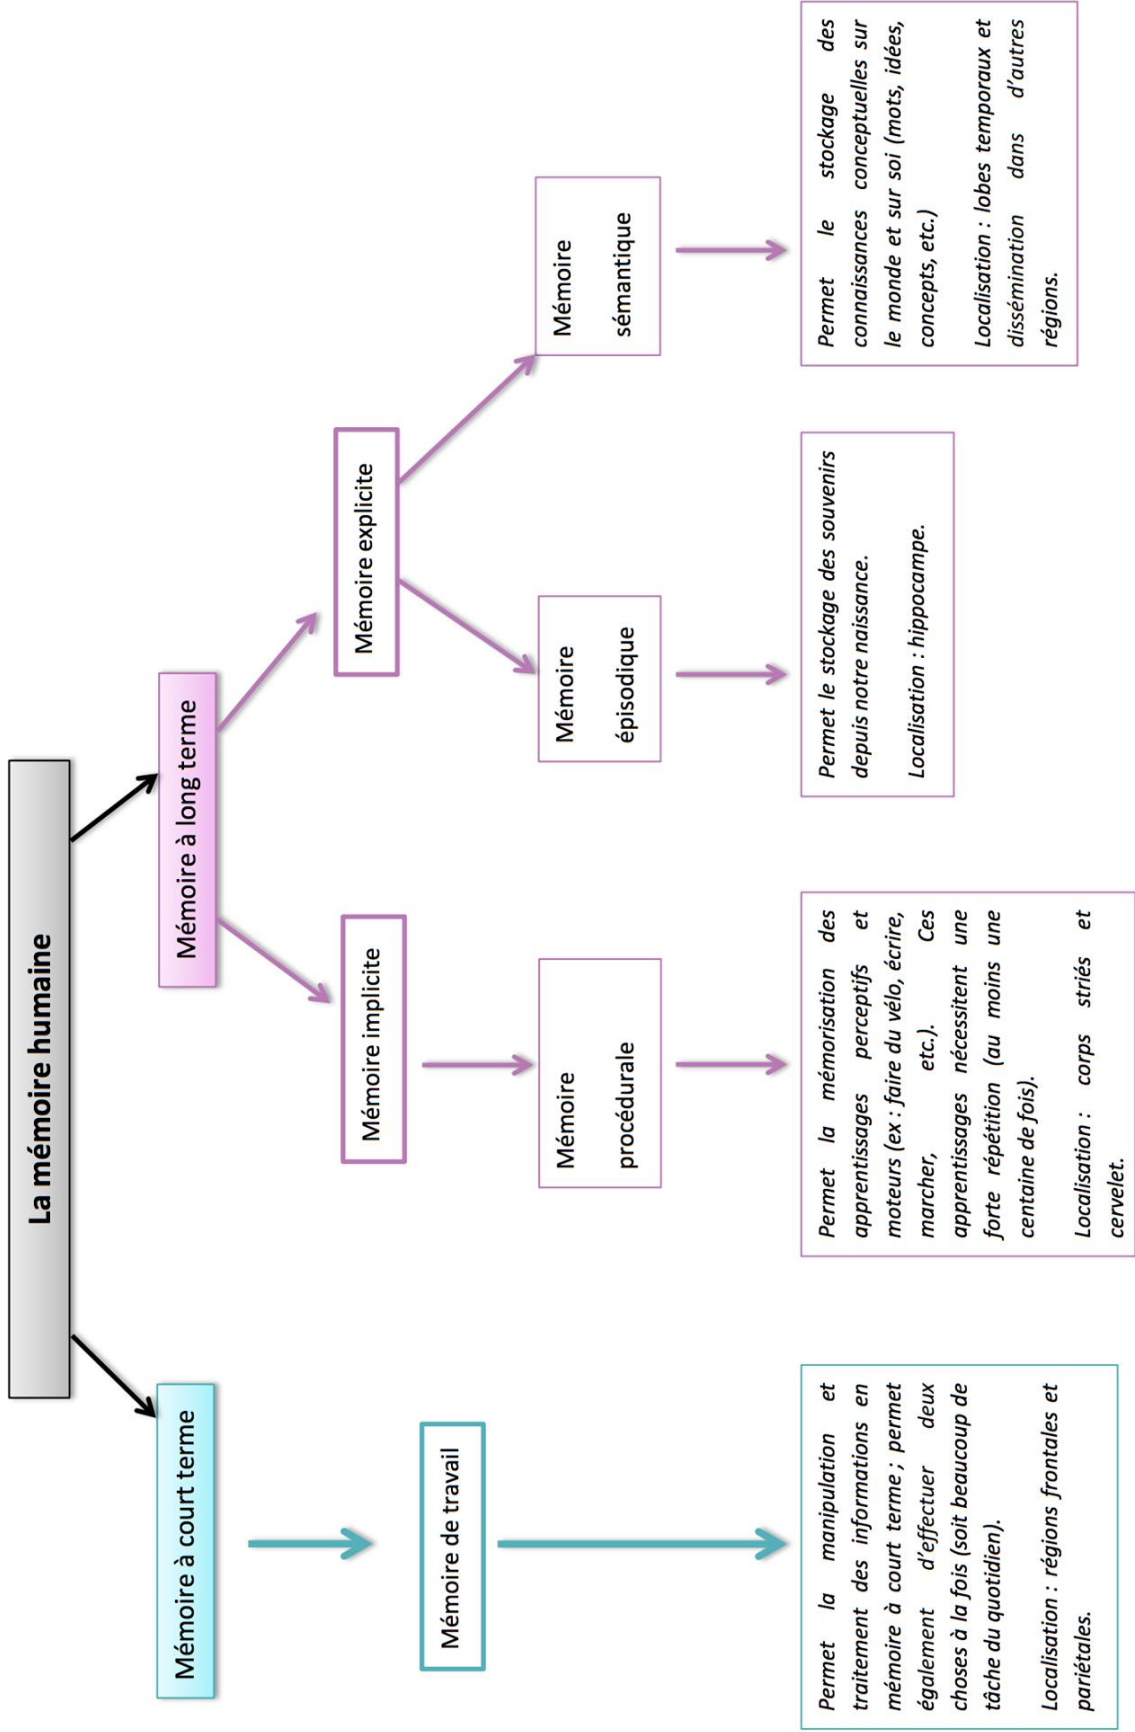 La mémoire humaine
Mémoire à court terme
Mémoire à long terme
Mémoire de travail
Mémoire implicite
Mémoire explicite
Mémoire
procédurale
Mémoire
épisodique
Mémoire
sémantique
Permet la manipulation et
traitement des informations en
mémoire à court terme ; permet
également d'effectuer deux
choses à la fois (soit beaucoup de
tâche du quotidien).
Localisation : régions frontales et
pariétales.
Permet la mémorisation des
apprentissages perceptifs et
moteurs (ex : faire du vélo, écrire,
marcher, etc.). Ces
apprentissages nécessitent une
forte répétition (au moins une
centaine de fois).
Localisation : corps striés et
cervelet.
Permet le stockage des souvenirs
depuis notre naissance.
Localisation : hippocampe.
Permet le stockage des
connaissances conceptuelles sur
le monde et sur soi (mots, idées,
concepts, etc.)
Localisation : lobes temporaux et
dissémination dans d'autres
régions.